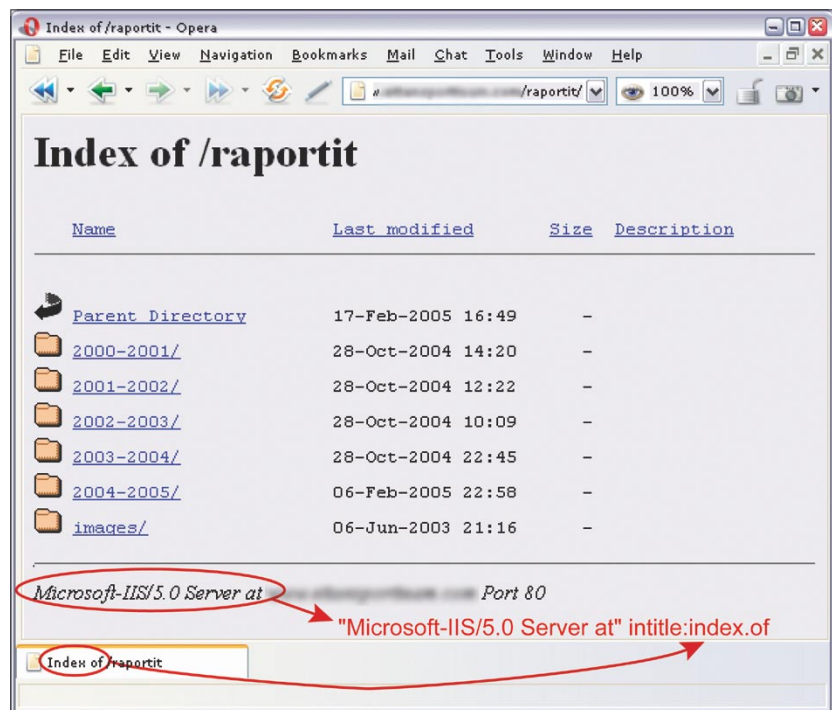 Index of /raportit - Opera
File Edit View Navigation Bookmarks Mail Chat Tools Window Help
/raportit/ 100%
Index of /raportit
Name Last modified Size Description
Parent Directory 17-Feb-2005 16:49 -
2000-2001/ 28-Oct-2004 14:20 -
2001-2002/ 28-Oct-2004 12:22 -
2002-2003/ 28-Oct-2004 10:09 -
2003-2004/ 28-Oct-2004 22:45 -
2004-2005/ 06-Feb-2005 22:58 -
images/ 06-Jun-2003 21:16 -
Microsoft-IIS/5.0 Server at Port 80
"Microsoft-IIS/5.0 Server at" intitle:index.of
Index of /raportit